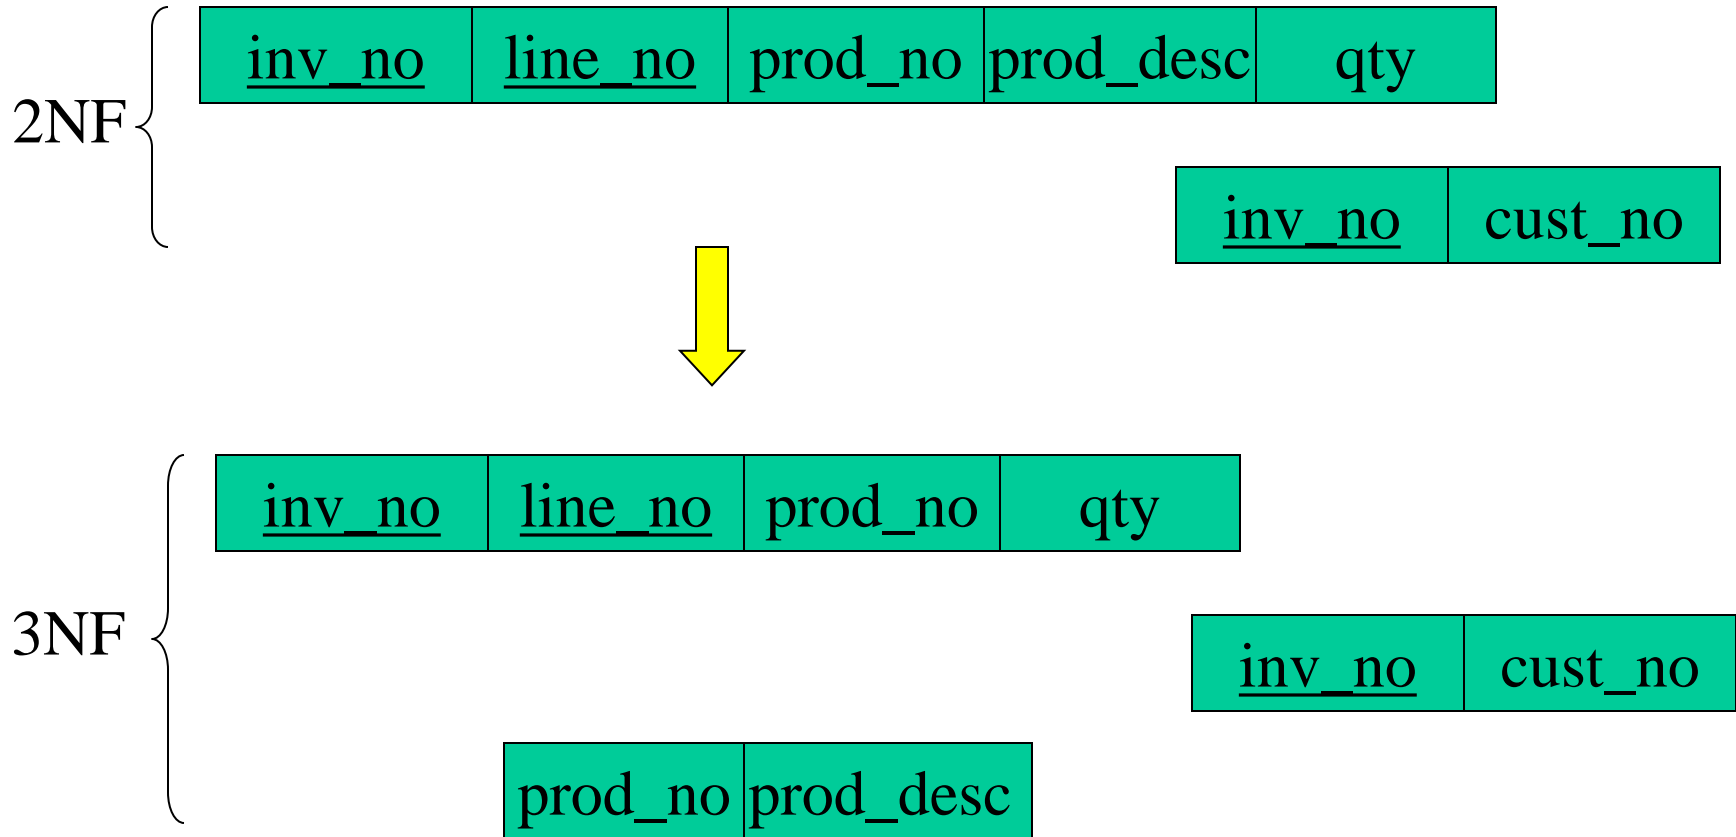 inv_no line_no prod_no prod_desc qty
2NF
inv_no cust_no
inv_no line_no prod_no qty
3NF
inv_no cust_no
prod_no prod_desc